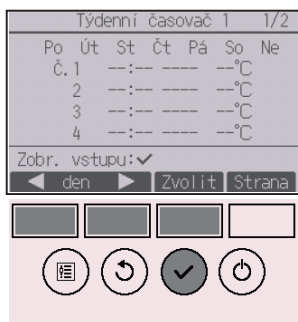 Týdenní časovač 1 1/2
Po Út St Čt Pá So Ne
Č. 1 --:-- ---- --°C
2 --:-- ---- --°C
3 --:-- ---- --°C
4 --:-- ---- --°C
Zobr. vstupu:✓
◀ den ▶ Zvolit Strana